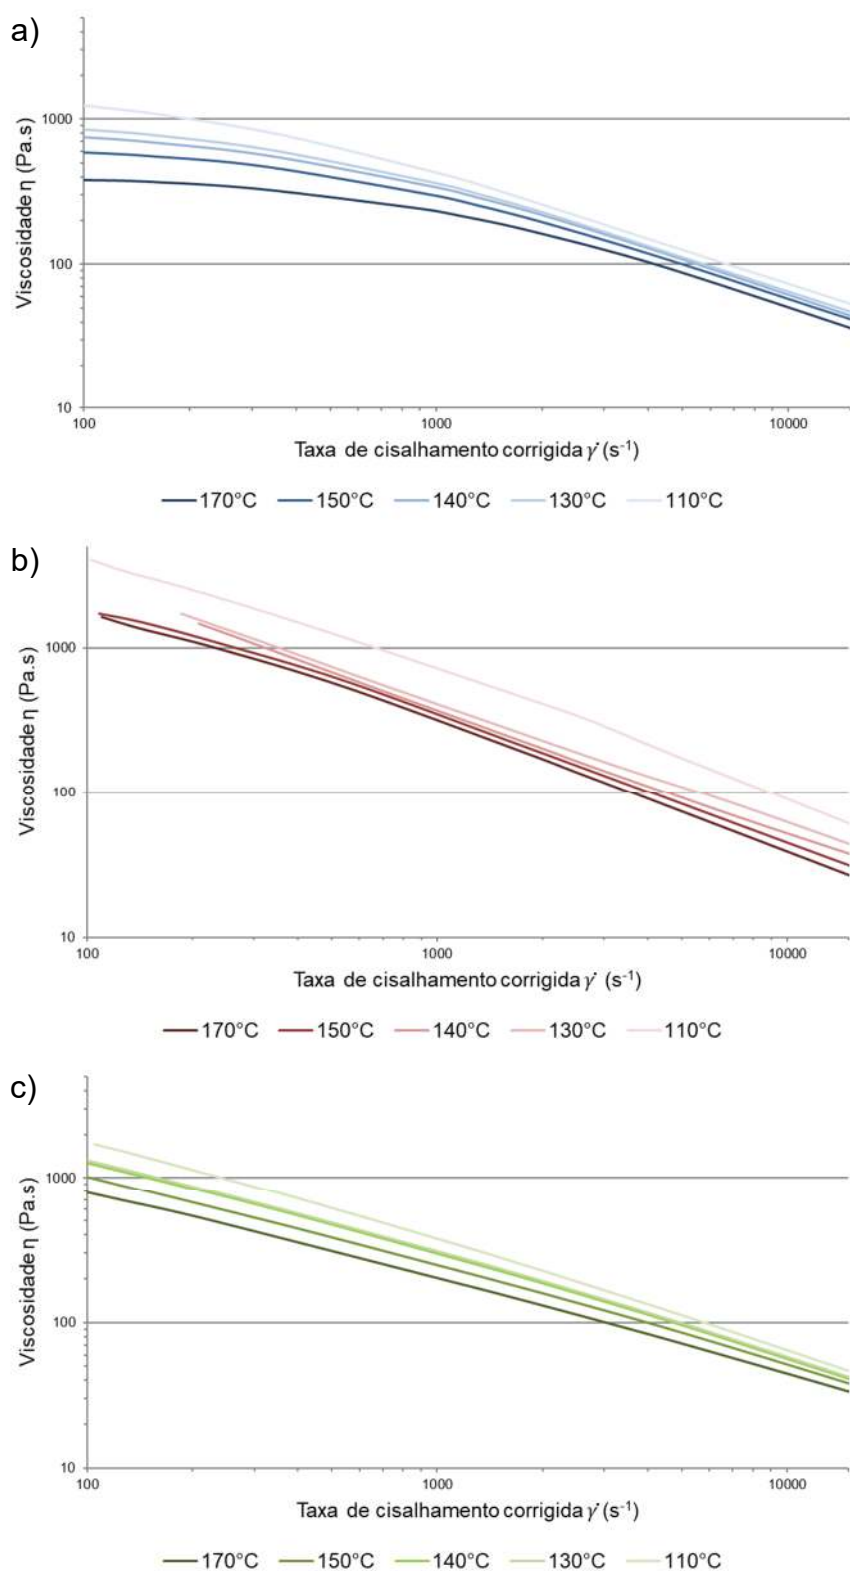 a)
Viscosidade η (Pa.s)
1000
100
10
100
1000
10000
Taxa de cisalhamento corrigida γ̇ (s⁻¹)
170°C 150°C 140°C 130°C 110°C
b)
Viscosidade η (Pa.s)
1000
100
10
100
1000
10000
Taxa de cisalhamento corrigida γ̇ (s⁻¹)
170°C 150°C 140°C 130°C 110°C
c)
Viscosidade η (Pa.s)
1000
100
10
100
1000
10000
Taxa de cisalhamento corrigida γ̇ (s⁻¹)
170°C 150°C 140°C 130°C 110°C